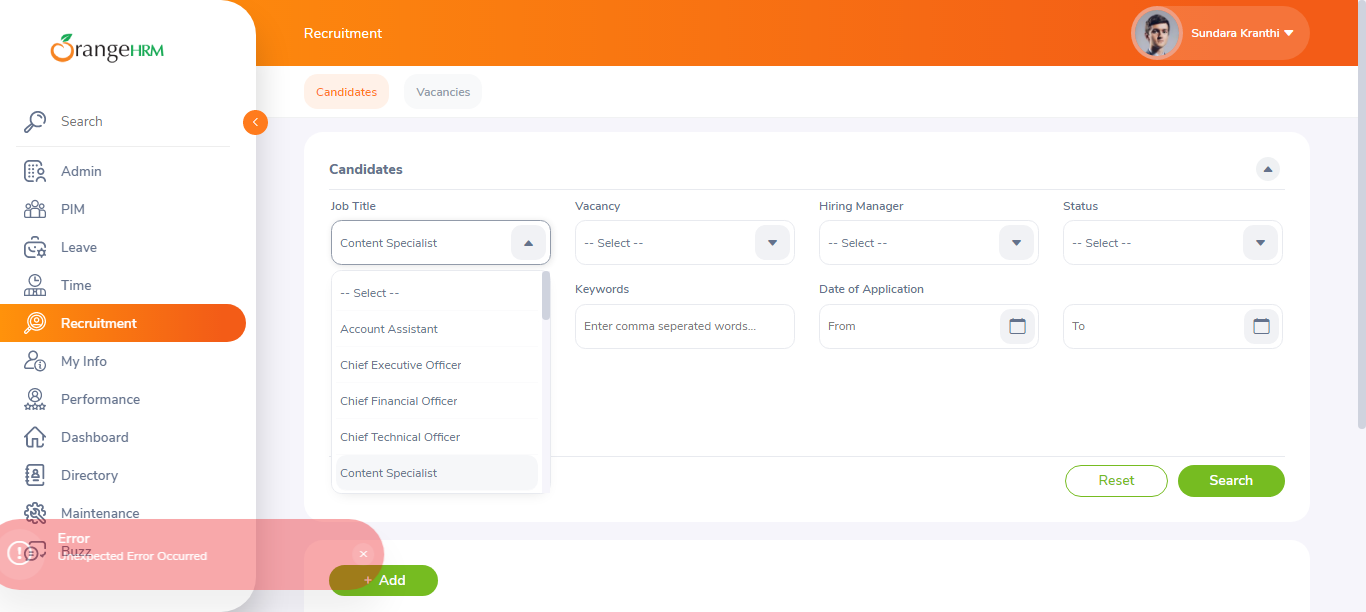 OrangeHRM
Recruitment
Sundara Kranthi
Candidates
Vacancies
Search
Admin
PIM
Leave
Time
Recruitment
My Info
Performance
Dashboard
Directory
Maintenance
Buzz
Error
Unexpected Error Occurred
Candidates
Job Title
Vacancy
Hiring Manager
Status
Content Specialist
-- Select --
-- Select --
-- Select --
-- Select --
Account Assistant
Chief Executive Officer
Chief Financial Officer
Chief Technical Officer
Content Specialist
Keywords
Date of Application
Enter comma seperated words...
From
To
Reset
Search
+ Add